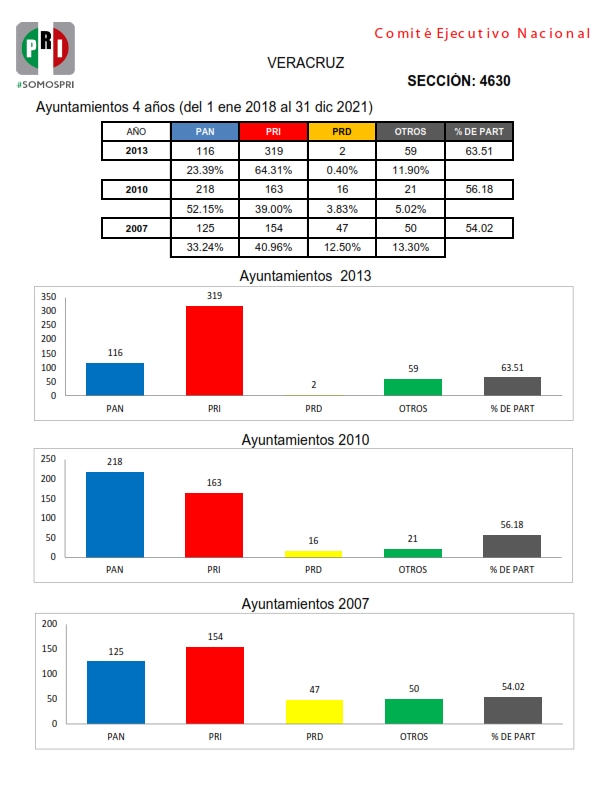 Comité Ejecutivo Nacional
PRI
#SOMOSPRI
VERACRUZ
SECCIÓN: 4630
Ayuntamientos 4 años (del 1 ene 2018 al 31 dic 2021)
AÑO PAN PRI PRD OTROS % DE PART
2013 116 319 2 59 63.51
23.39% 64.31% 0.40% 11.90%
2010 218 163 16 21 56.18
52.15% 39.00% 3.83% 5.02%
2007 125 154 47 50 54.02
33.24% 40.96% 12.50% 13.30%
Ayuntamientos 2013
350
300
250
200
150
100
50
0
116 319 2 59 63.51
PAN PRI PRD OTROS % DE PART
Ayuntamientos 2010
250
200
150
100
50
0
218 163 16 21 56.18
PAN PRI PRD OTROS % DE PART
Ayuntamientos 2007
200
150
100
50
0
125 154 47 50 54.02
PAN PRI PRD OTROS % DE PART